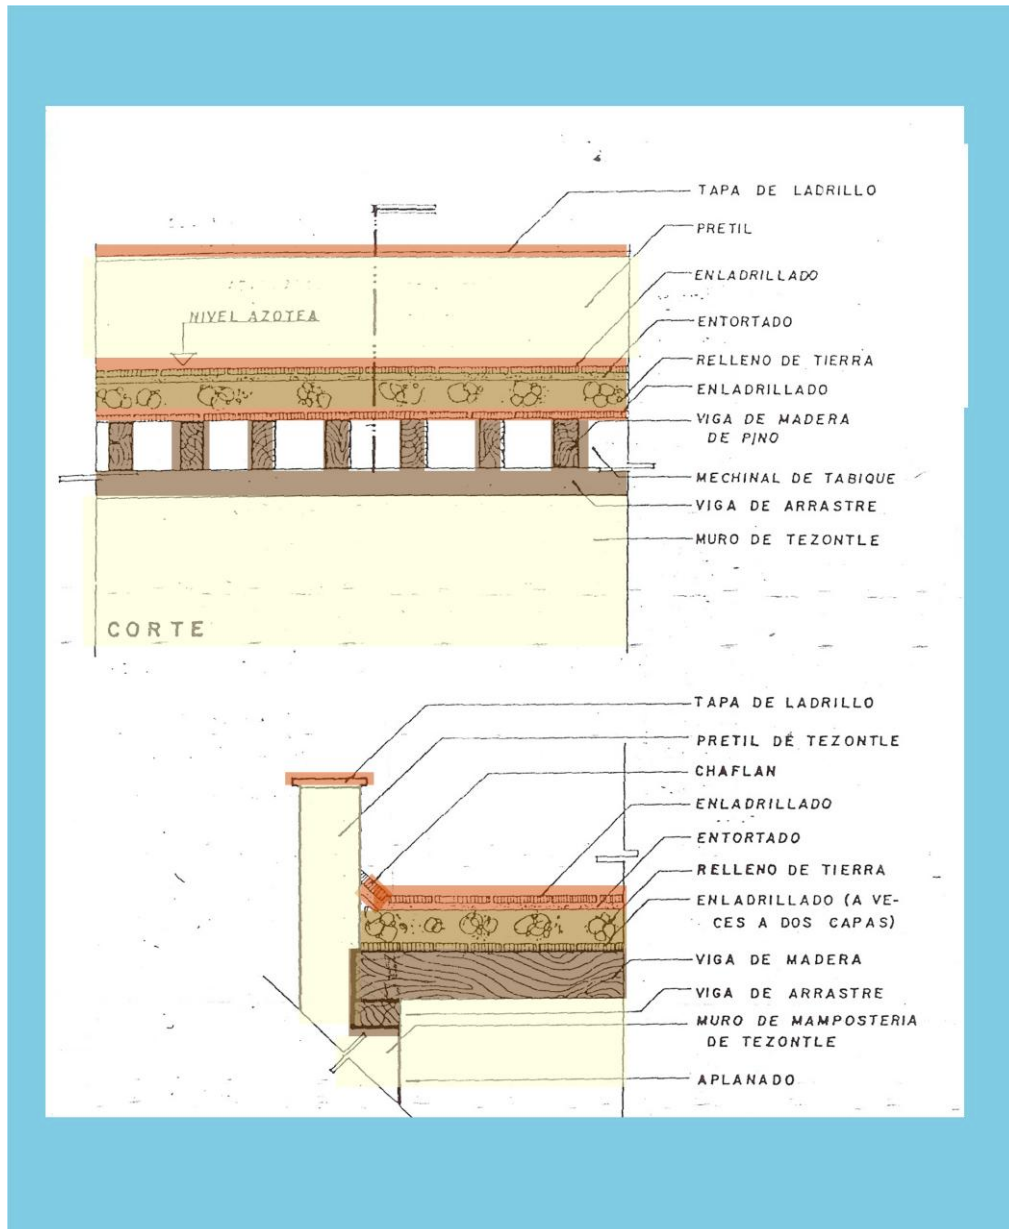 TAPA DE LADRILLO
PRETIL
ENLADRILLADO
NIVEL AZOTEA
ENTORTADO
RELLENO DE TIERRA
ENLADRILLADO
VIGA DE MADERA
DE PINO
MECHINAL DE TABIQUE
VIGA DE ARRASTRE
MURO DE TEZONTLE
CORTE
TAPA DE LADRILLO
PRETIL DE TEZONTLE
CHAFLAN
ENLADRILLADO
ENTORTADO
RELLENO DE TIERRA
ENLADRILLADO (A VE-
CES A DOS CAPAS)
VIGA DE MADERA
VIGA DE ARRASTRE
MURO DE MAMPOSTERIA
DE TEZONTLE
APLANADO